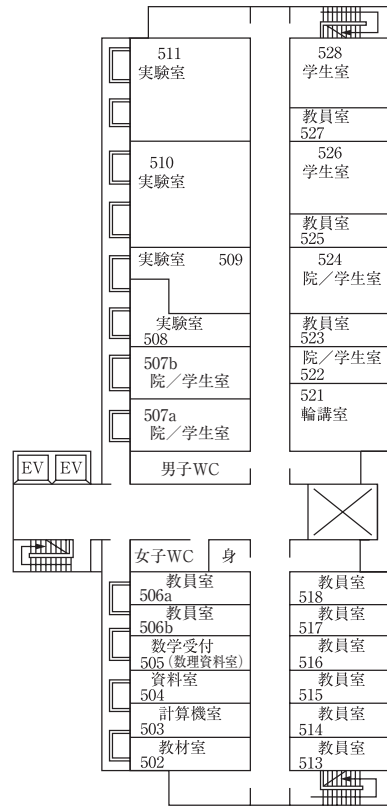 511
実験室
528
学生室
教員室
527
510
実験室
526
学生室
教員室
525
実験室 509
524
院／学生室
実験室
508
教員室
523
507b
院／学生室
院／学生室
522
507a
院／学生室
521
輪講室
EV EV
男子WC
女子WC 身
教員室
506a
教員室
518
教員室
506b
教員室
517
数学受付
505（数理資料室）
教員室
516
資料室
504
教員室
515
計算機室
503
教員室
514
教材室
502
教員室
513